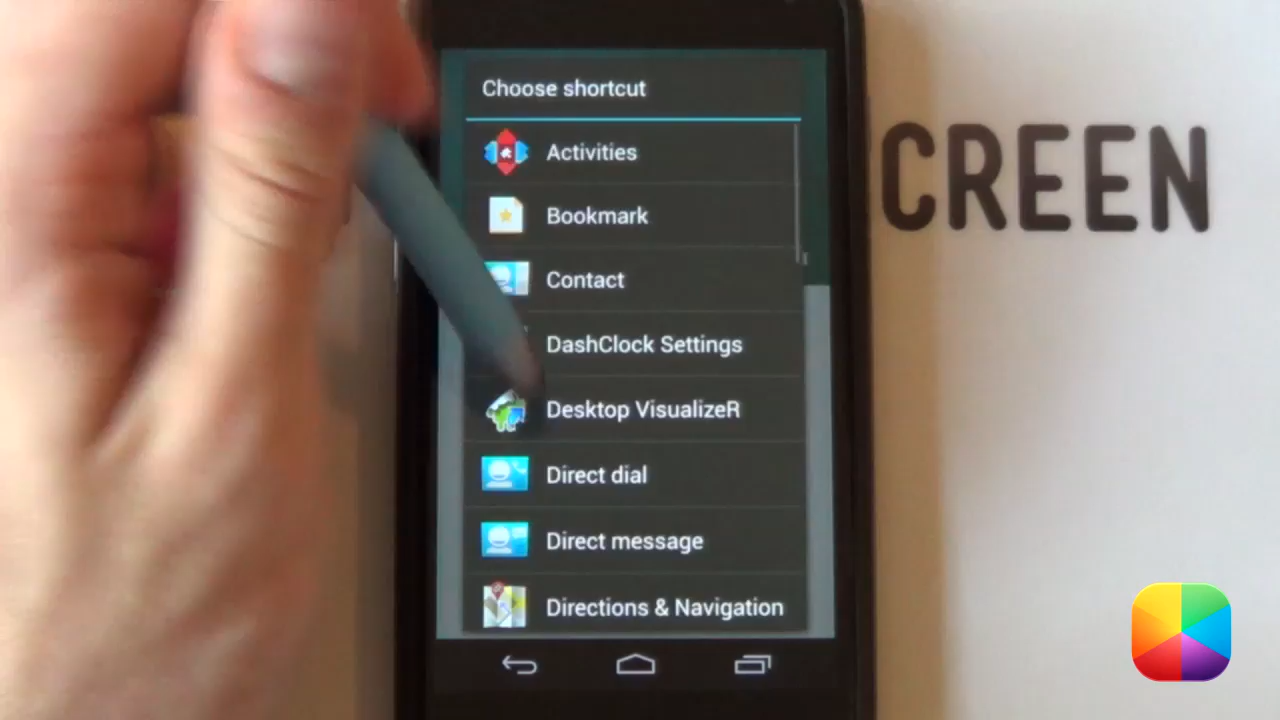 Choose shortcut
Activities
Bookmark
Contact
DashClock Settings
Desktop VisualizeR
Direct dial
Direct message
Directions & Navigation
CREEN